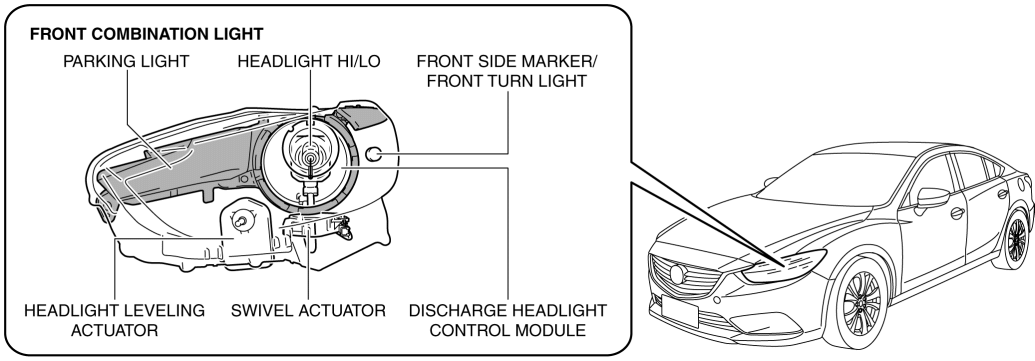 FRONT COMBINATION LIGHT
PARKING LIGHT
HEADLIGHT HI/LO
FRONT SIDE MARKER/
FRONT TURN LIGHT
HEADLIGHT LEVELING
ACTUATOR
SWIVEL ACTUATOR
DISCHARGE HEADLIGHT
CONTROL MODULE